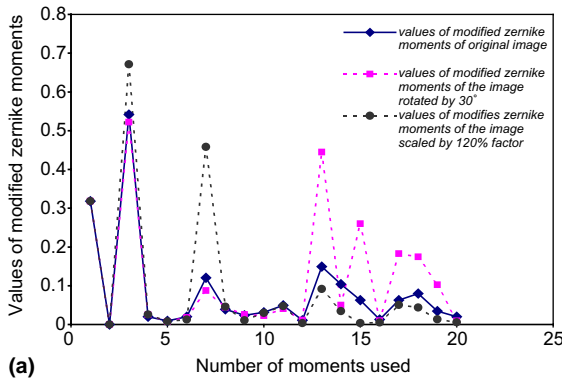 0.8
0.7
0.6
0.5
0.4
0.3
0.2
0.1
0
Values of modified zernike moments
values of modified zernike
moments of original image
values of modified zernike
moments of the image
rotated by 30°
values of modifies zernike
moments of the image
scaled by 120% factor
0 5 10 15 20 25
Number of moments used
(a)